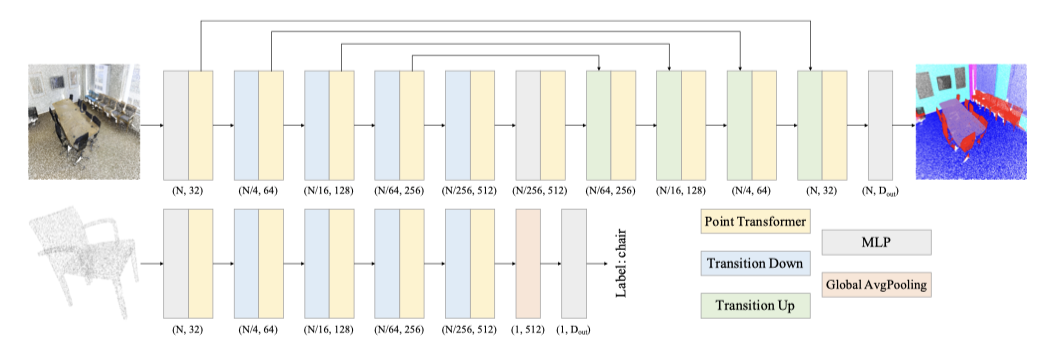 (N, 32) (N/4, 64) (N/16, 128) (N/64, 256) (N/256, 512) (N/256, 512) (N/64, 256) (N/16, 128) (N/4, 64) (N, 32) (N, Dout)
Label: chair
Point Transformer
Transition Down
Transition Up
MLP
Global AvgPooling
(N, 32) (N/4, 64) (N/16, 128) (N/64, 256) (N/256, 512) (1, 512) (1, Dout)